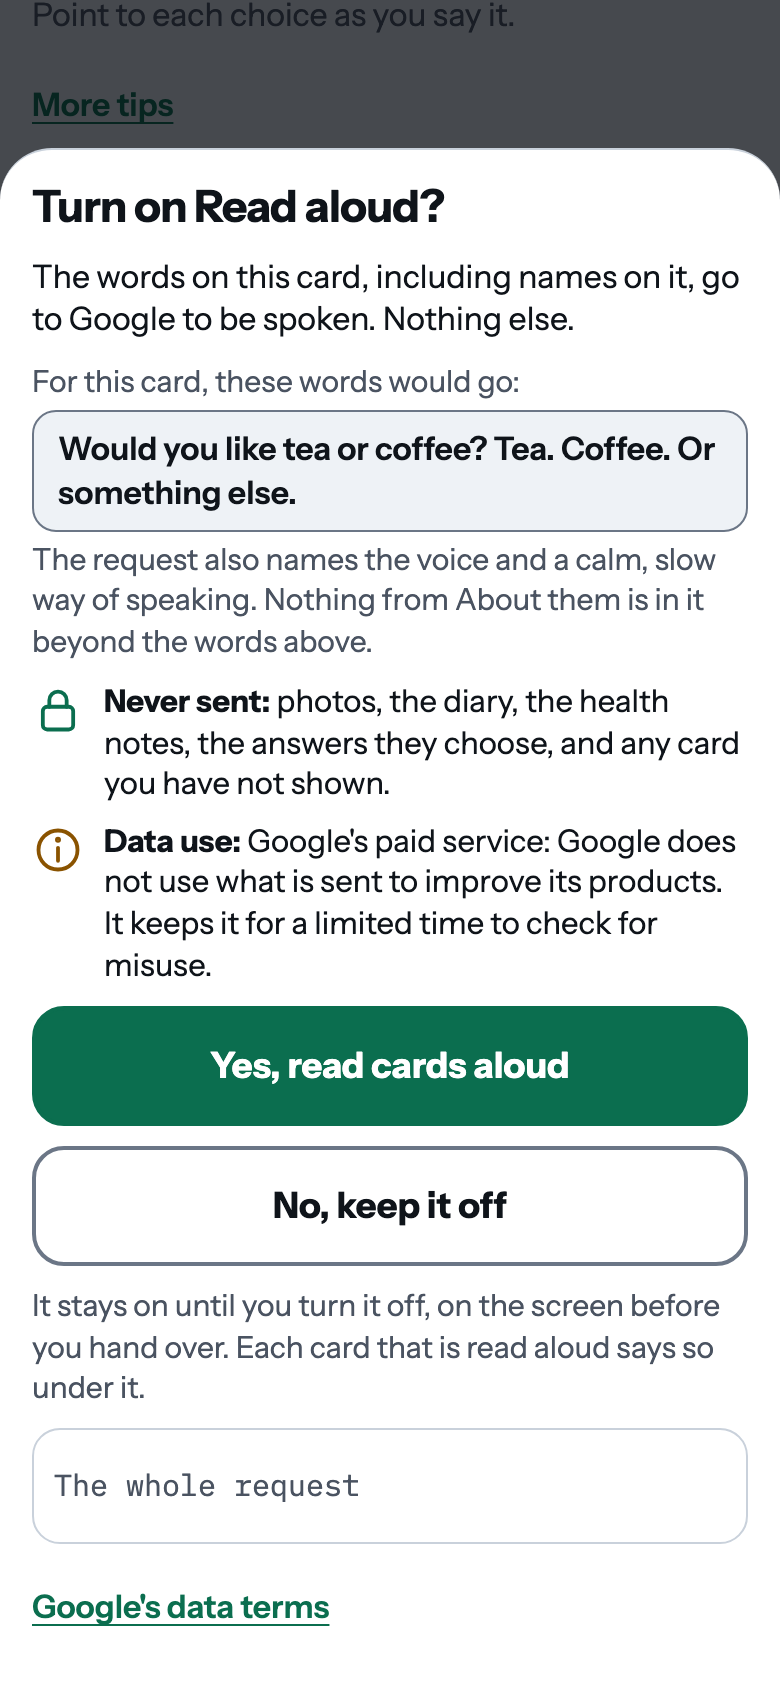 Point to each choice as you say it.
More tips
Turn on Read aloud?
The words on this card, including names on it, go
to Google to be spoken. Nothing else.
For this card, these words would go:
Would you like tea or coffee? Tea. Coffee. Or
something else.
The request also names the voice and a calm, slow
way of speaking. Nothing from About them is in it
beyond the words above.
Never sent: photos, the diary, the health
notes, the answers they choose, and any card
you have not shown.
Data use: Google's paid service: Google does
not use what is sent to improve its products.
It keeps it for a limited time to check for
misuse.
Yes, read cards aloud
No, keep it off
It stays on until you turn it off, on the screen before
you hand over. Each card that is read aloud says so
under it.
The whole request
Google's data terms